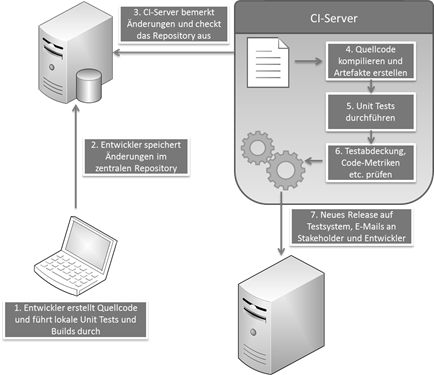 3. CI-Server bemerkt
Änderungen und checkt
das Repository aus
CI-Server
4. Quellcode
kompilieren und
Artefakte erstellen
5. Unit Tests
durchführen
6. Testabdeckung,
Code-Metriken
etc. prüfen
2. Entwickler speichert
Änderungen im
zentralen Repository
7. Neues Release auf
Testsystem, E-Mails an
Stakeholder und Entwickler
1. Entwickler erstellt Quellcode
und führt lokale Unit Tests und
Builds durch